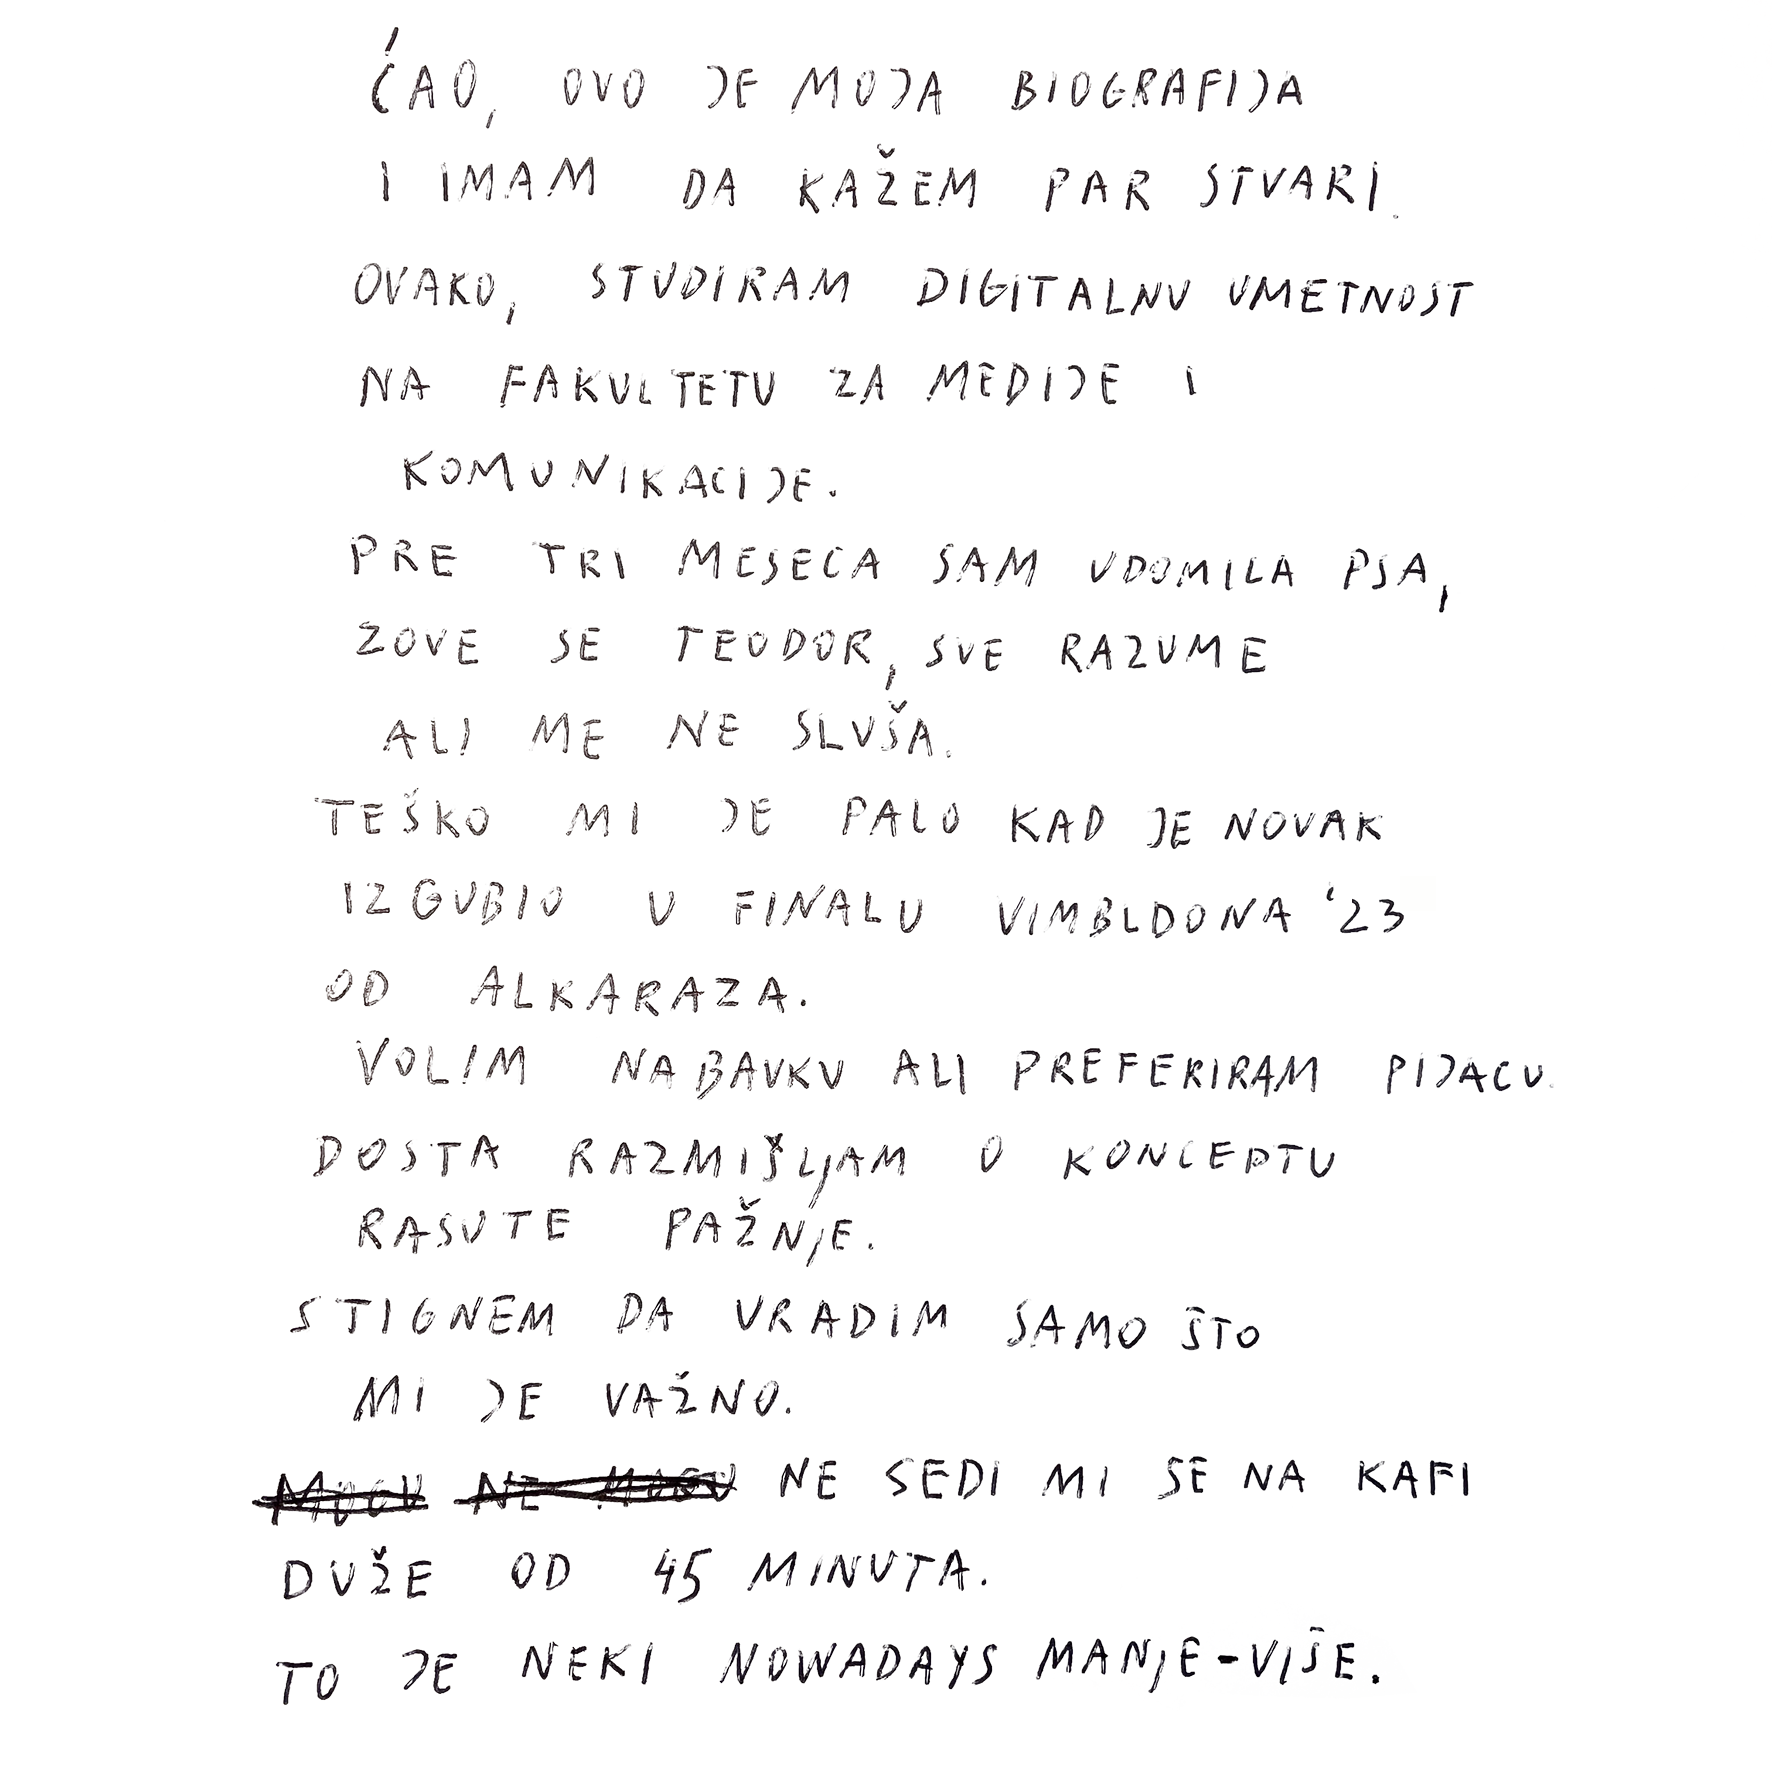 ĆAO, OVO JE MOJA BIOGRAFIJA
I IMAM DA KAŽEM PAR STVARI.
OVAKO, STUDIRAM DIGITALNU UMETNOST
NA FAKULTETU ZA MEDIJE I
KOMUNIKACIJE.
PRE TRI MESECA SAM UDOMILA PSA,
ZOVE SE TEODOR, SVE RAZUME
ALI ME NE SLUŠA.
TEŠKO MI JE PALO KAD JE NOVAK
IZGUBIO U FINALU VIMBLDONA '23
OD ALKARAZA.
VOLIM NABAVKU ALI PREFERIRAM PIJACU.
DOSTA RAZMIŠLJAM O KONCEPTU
RASUTE PAŽNJE.
STIGNEM DA URADIM SAMO ŠTO
MI JE VAŽNO.
MOGU NE MOGU NE SEDI MI SE NA KAFI
DUŽE OD 45 MINUTA.
TO JE NEKI NOWADAYS MANJE-VIŠE.